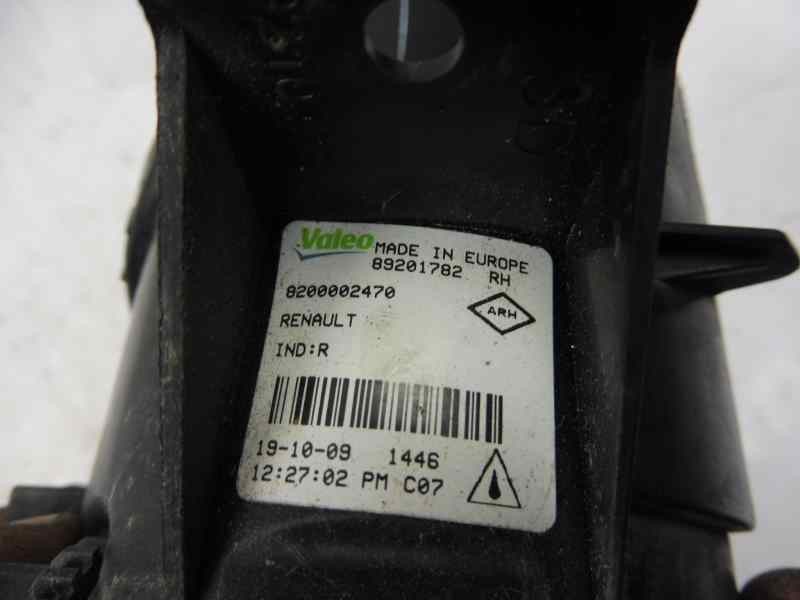 Valeo MADE IN EUROPE
89201782 RH
8200002470
ARH
RENAULT
IND:R
19-10-09 1446
12:27:02 PM C07